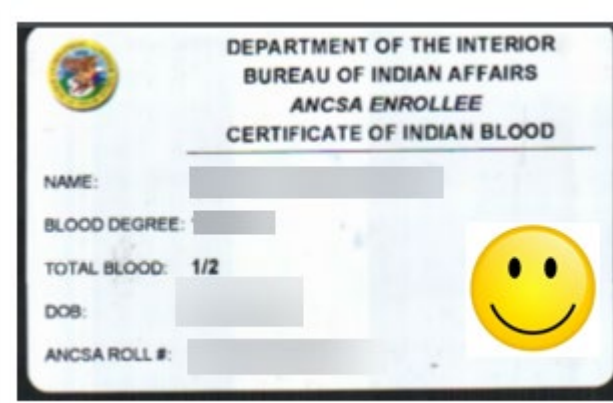 DEPARTMENT OF THE INTERIOR
BUREAU OF INDIAN AFFAIRS
ANCSA ENROLLEE
CERTIFICATE OF INDIAN BLOOD
NAME:
BLOOD DEGREE:
TOTAL BLOOD: 1/2
DOB:
ANCSA ROLL #: